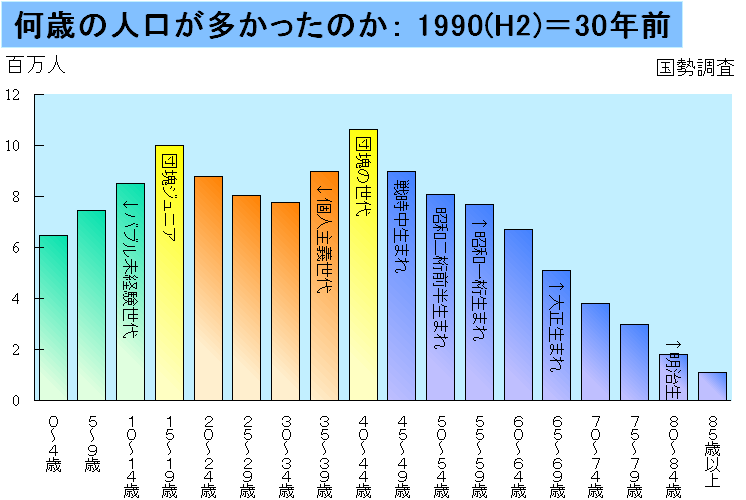 何歳の人口が多かったのか： 1990(H2)＝30年前
百万人
国勢調査
12
10
8
6
4
2
0
↓バブル未経験世代
団塊ジュニア
↓個人主義世代
団塊の世代
戦時中生まれ
昭和二桁前半生まれ
↑昭和一桁生まれ
↑大正生まれ
↑明治生
0～4歳
5～9歳
10～14歳
15～19歳
20～24歳
25～29歳
30～34歳
35～39歳
40～44歳
45～49歳
50～54歳
55～59歳
60～64歳
65～69歳
70～74歳
75～79歳
80～84歳
85歳以上